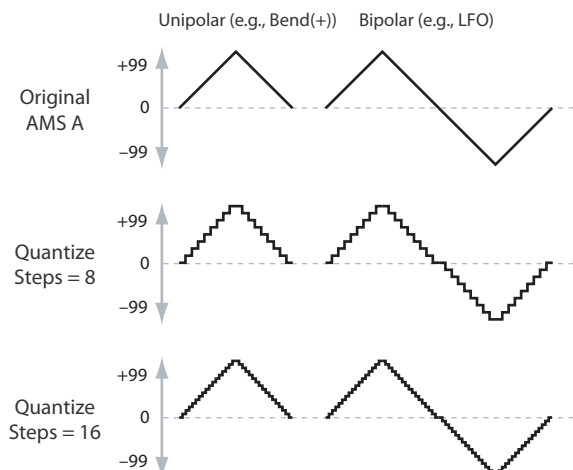 Unipolar (e.g., Bend(+)) Bipolar (e.g., LFO)
+99
Original
AMS A
0
–99
+99
Quantize
Steps = 8
0
–99
+99
Quantize
Steps = 16
0
–99